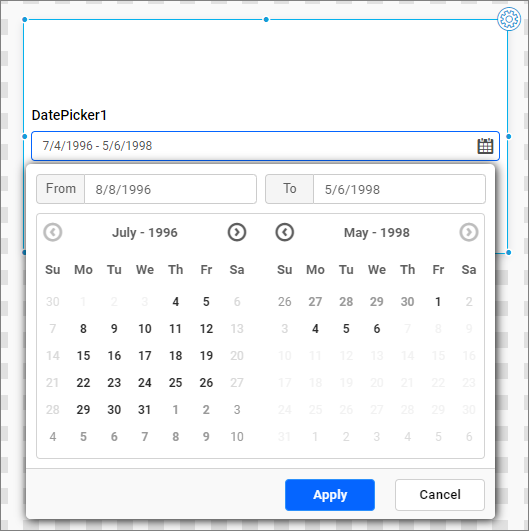 DatePicker1
7/4/1996 - 5/6/1998
From 8/8/1996 To 5/6/1998
July - 1996 May - 1998
Su Mo Tu We Th Fr Sa Su Mo Tu We Th Fr Sa
30 1 2 3 4 5 6 26 27 28 29 30 1 2
7 8 9 10 11 12 13 3 4 5 6 7 8 9
14 15 16 17 18 19 20 10 11 12 13 14 15 16
21 22 23 24 25 26 27 17 18 19 20 21 22 23
28 29 30 31 1 2 3 24 25 26 27 28 29 30
4 5 6 7 8 9 10 31 1 2 3 4 5 6
Apply Cancel